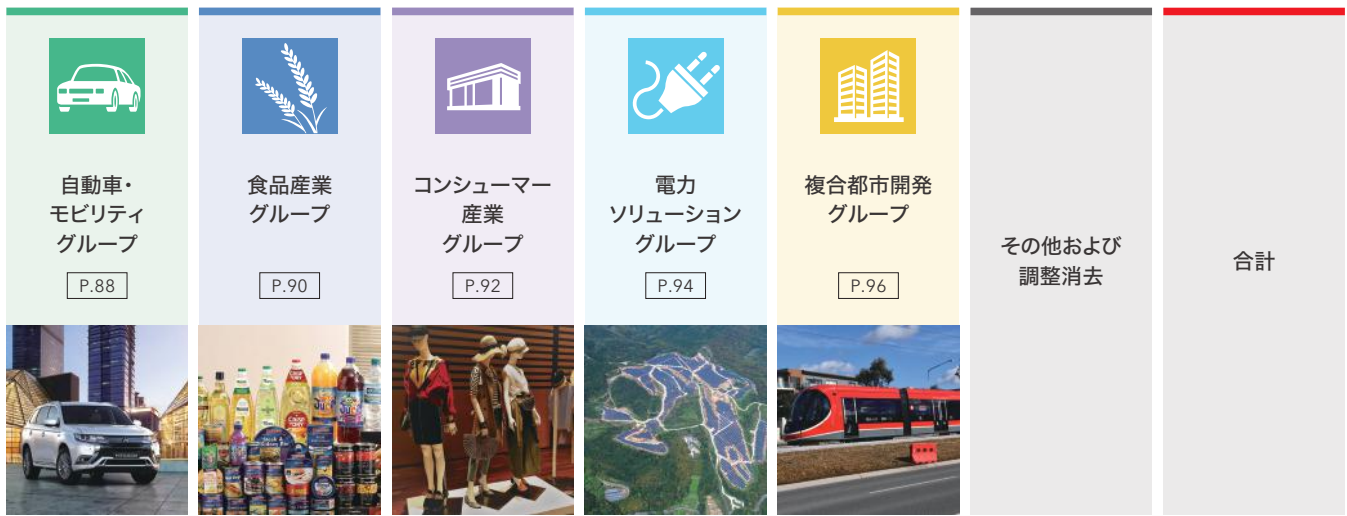 自動車・
モビリティ
グループ
P.88
食品産業
グループ
P.90
コンシューマー
産業
グループ
P.92
電力
ソリューション
グループ
P.94
複合都市開発
グループ
P.96
その他および
調整消去
合計